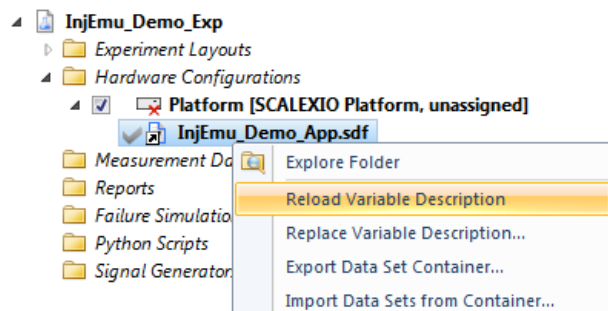 InjEmu_Demo_Exp
Experiment Layouts
Hardware Configurations
Platform [SCALEXIO Platform, unassigned]
InjEmu_Demo_App.sdf
Measurement Da
Explore Folder
Reports
Reload Variable Description
Failure Simulatio
Replace Variable Description...
Python Scripts
Export Data Set Container...
Signal Generator
Import Data Sets from Container...